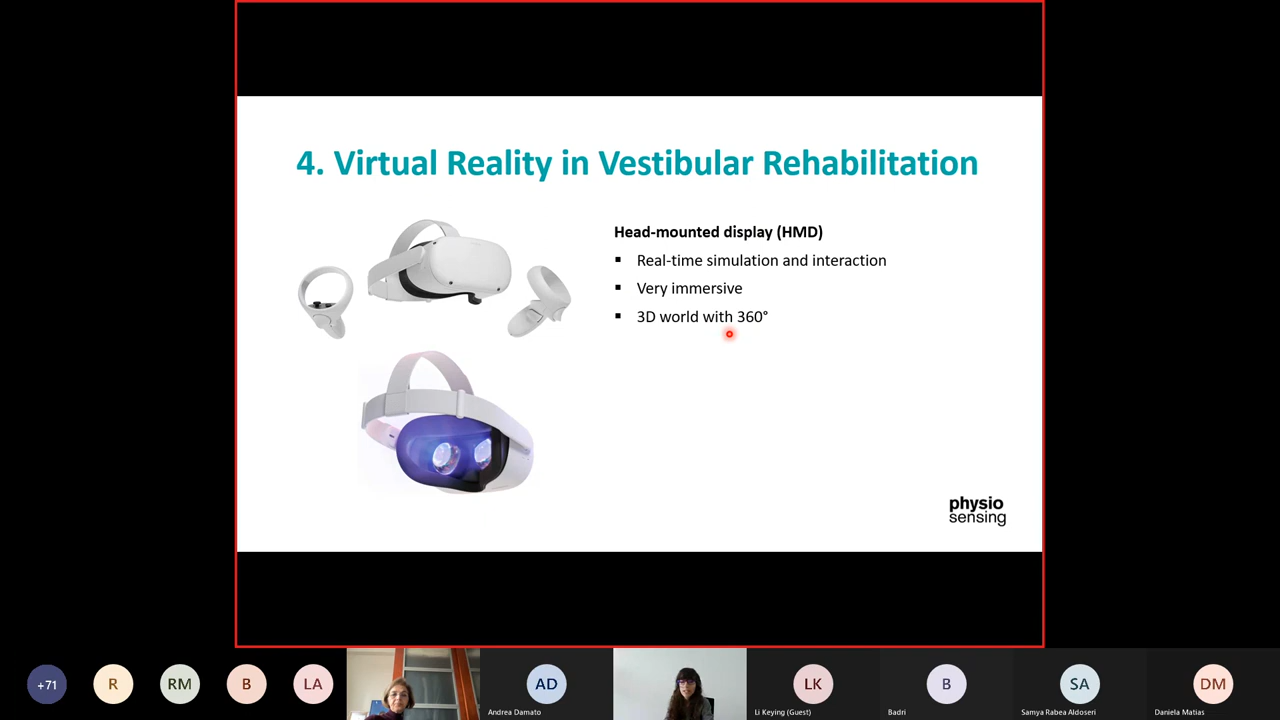 4. Virtual Reality in Vestibular Rehabilitation
Head-mounted display (HMD)
▪ Real-time simulation and interaction
▪ Very immersive
▪ 3D world with 360°
physio
sensing
+71
R
RM
B
LA
AD
Andrea Damato
LK
Li Keying (Guest)
B
Badri
SA
Samya Rabea Aldoseri
DM
Daniela Matias